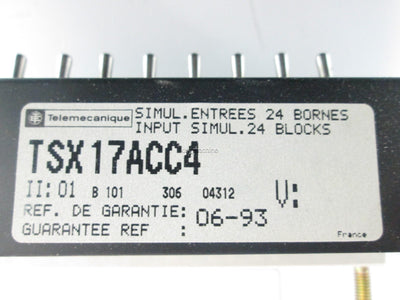 Telemecanique
SIMUL.ENTREES 24 BORNES
INPUT SIMUL.24 BLOCKS
TSX17ACC4
II: 01 B 101 306 04312 V:
REF. DE GARANTIE: 06-93
GUARANTEE REF :
France